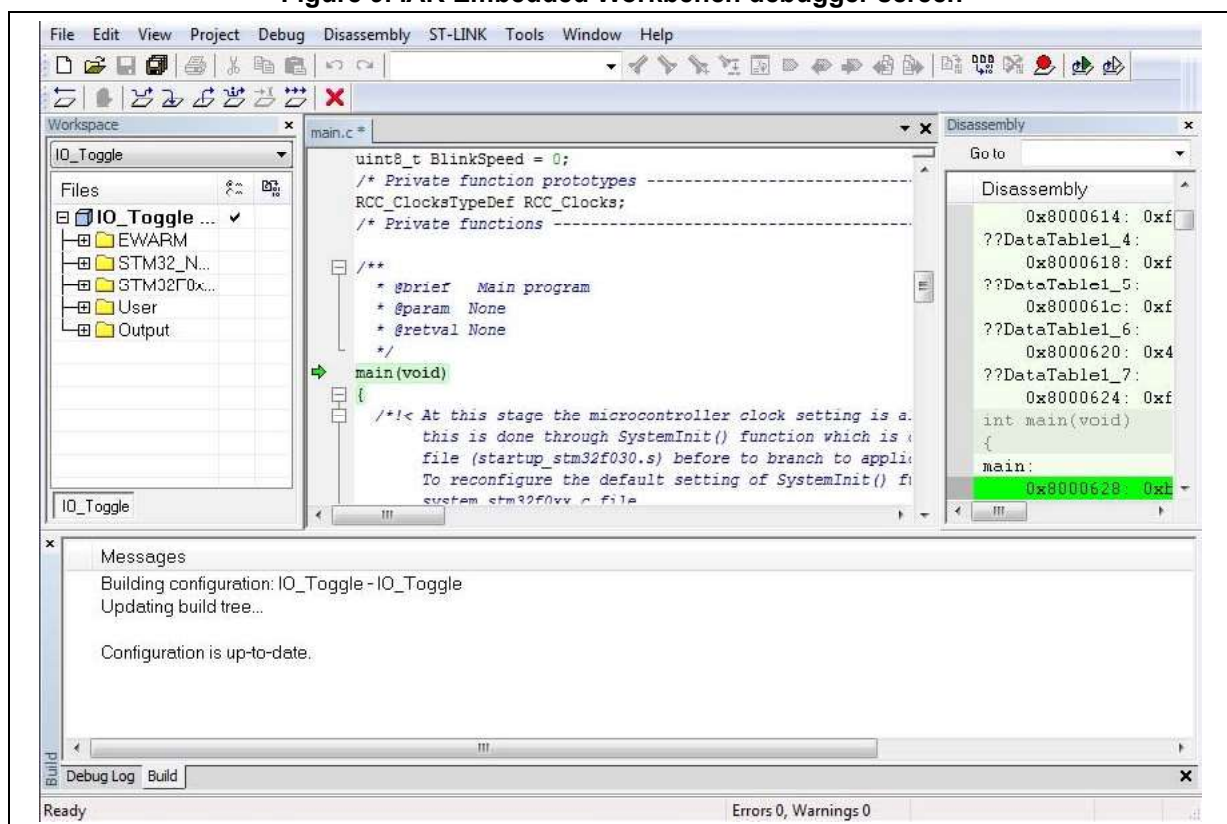 Figure 9. IAR Embedded Workbench debugger screen
File Edit View Project Debug Disassembly ST-LINK Tools Window Help
Workspace
main.c *
Disassembly
IO_Toggle
Go to
Files
Disassembly
IO_Toggle ...
EWARM
STM32_N...
STM32F0x...
User
Output
uint8_t BlinkSpeed = 0;
/* Private function prototypes --------------------------------
RCC_ClocksTypeDef RCC_Clocks;
/* Private functions -------------------------------------------
/**
* @brief Main program
* @param None
* @retval None
*/
main(void)
{
/*!< At this stage the microcontroller clock setting is a
this is done through SystemInit() function which is
file (startup_stm32f030.s) before to branch to appli
To reconfigure the default setting of SystemInit() f
system_stm32f0xx.c file
0x8000614: 0xf
??DataTable1_4:
0x8000618: 0xf
??DataTable1_5:
0x800061c: 0xf
??DataTable1_6:
0x8000620: 0x4
??DataTable1_7:
0x8000624: 0xf
int main(void)
{
main:
0x8000628: 0xb
IO_Toggle
Messages
Building configuration: IO_Toggle - IO_Toggle
Updating build tree...
Configuration is up-to-date.
Build
Debug Log Build
Ready
Errors 0, Warnings 0